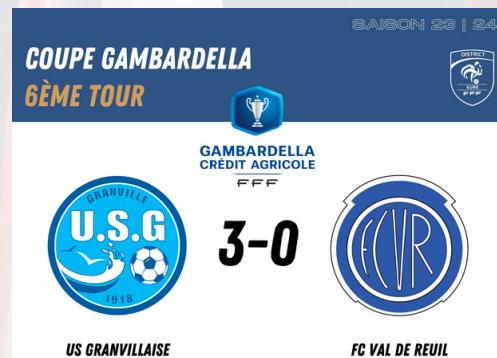 SAISON 23 | 24
COUPE GAMBARDELLA
6ÈME TOUR
DISTRICT
EURE
FFF
GAMBARDELLA
CRÉDIT AGRICOLE
FFF
GRANVILLE
U.S.G
1918
3-0
FCVR
US GRANVILLAISE
FC VAL DE REUIL